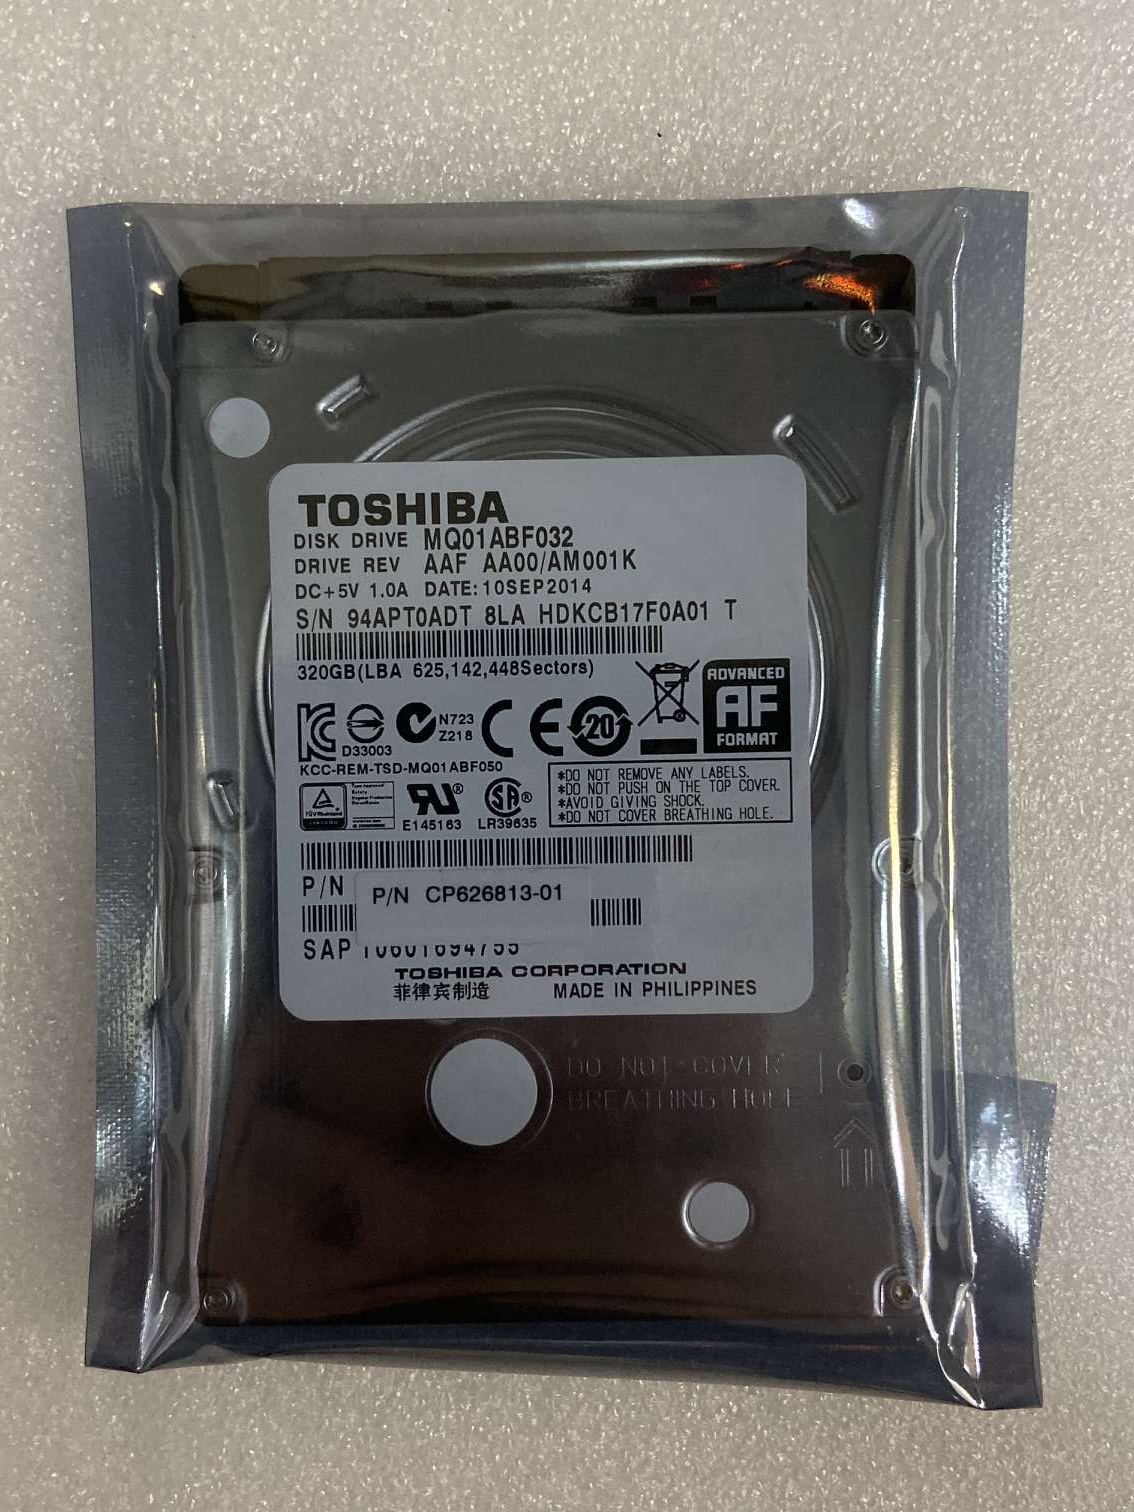 TOSHIBA
DISK DRIVE MQ01ABF032
DRIVE REV AAF AA00/AM001K
DC+5V 1.0A DATE:10SEP2014
S/N 94APT0ADT 8LA HDKCB17F0A01 T
320GB(LBA 625,142,448Sectors)
ADVANCED
AF
FORMAT
D33003
N723
Z218
20
KCC-REM-TSD-MQ01ABF050
*DO NOT REMOVE ANY LABELS.
*DO NOT PUSH ON THE TOP COVER.
*AVOID GIVING SHOCK.
*DO NOT COVER BREATHING HOLE.
TÜVRheinland
E145163
LR39635
P/N
P/N CP626813-01
SAP
TOSHIBA CORPORATION
菲律宾制造 MADE IN PHILIPPINES
DO NOT COVER
BREATHING HOLE